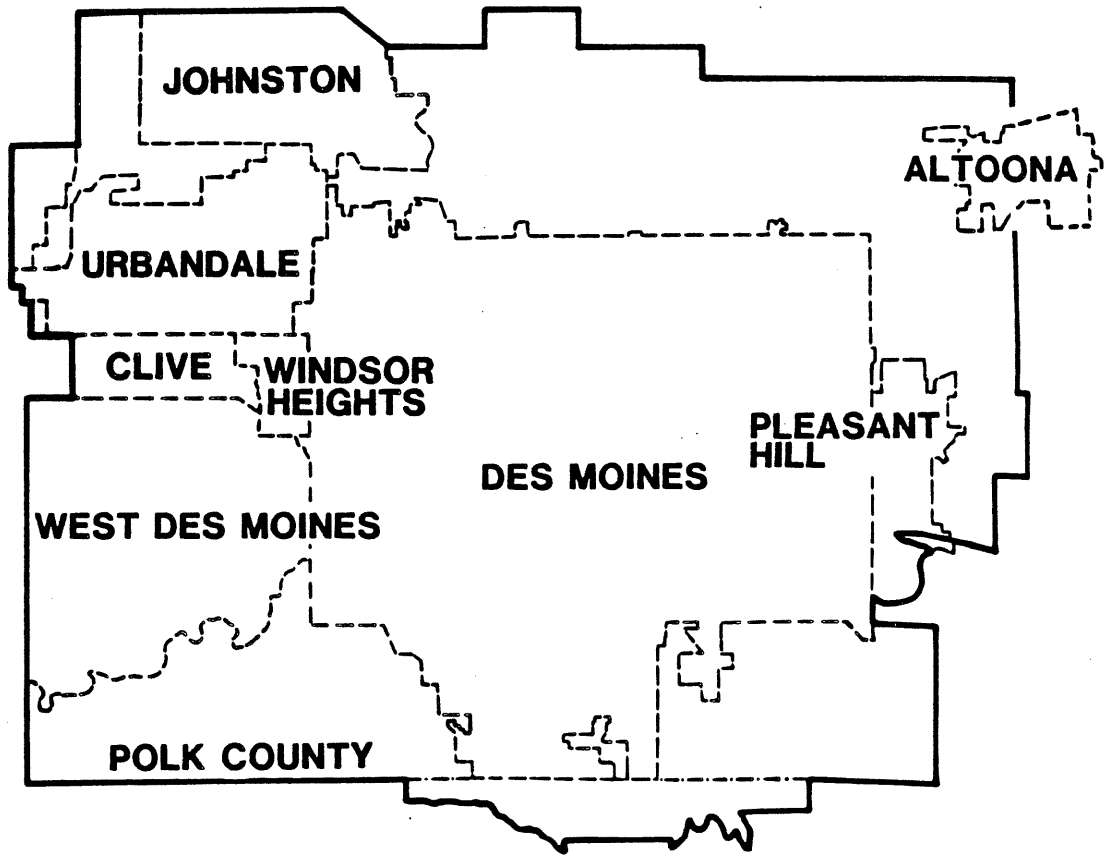 JOHNSTON
ALTOONA
URBANDALE
CLIVE
WINDSOR
HEIGHTS
PLEASANT
HILL
DES MOINES
WEST DES MOINES
POLK COUNTY